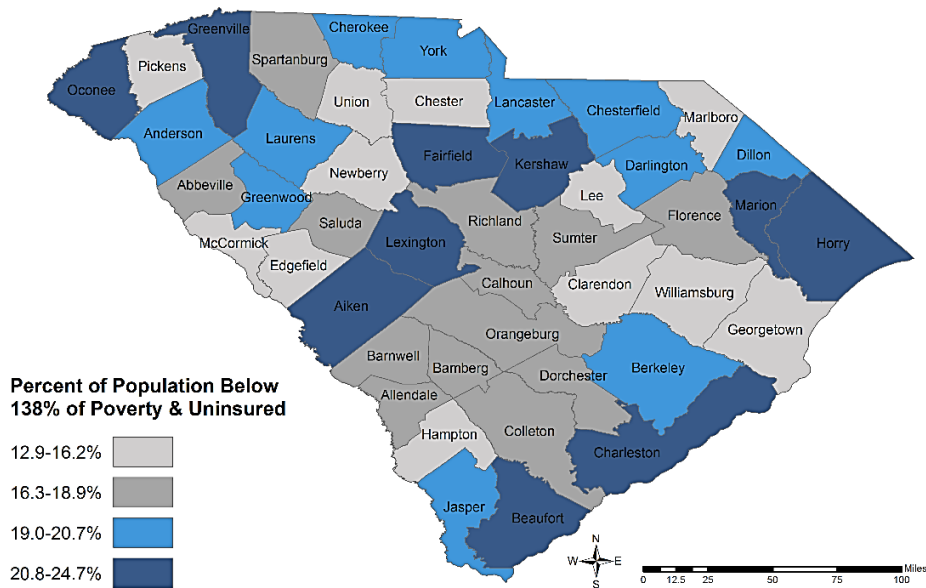 Greenville
Cherokee
York
Spartanburg
Pickens
Oconee
Union
Chester
Lancaster
Chesterfield
Marlboro
Anderson
Laurens
Fairfield
Kershaw
Darlington
Dillon
Newberry
Abbeville
Greenwood
Lee
Marion
Saluda
Richland
Florence
McCormick
Lexington
Sumter
Horry
Edgefield
Calhoun
Clarendon
Williamsburg
Aiken
Georgetown
Orangeburg
Barnwell
Bamberg
Dorchester
Berkeley
Allendale
Hampton
Colleton
Charleston
Jasper
Beaufort
Percent of Population Below
138% of Poverty & Uninsured
12.9-16.2%
16.3-18.9%
19.0-20.7%
20.8-24.7%
N
W E
S
Miles
0 12.5 25 50 75 100